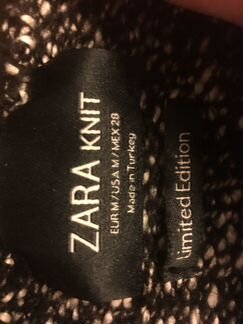 ZARA KNIT
EUR M / USA M / MEX 28
Made in Turkey
Limited Edition